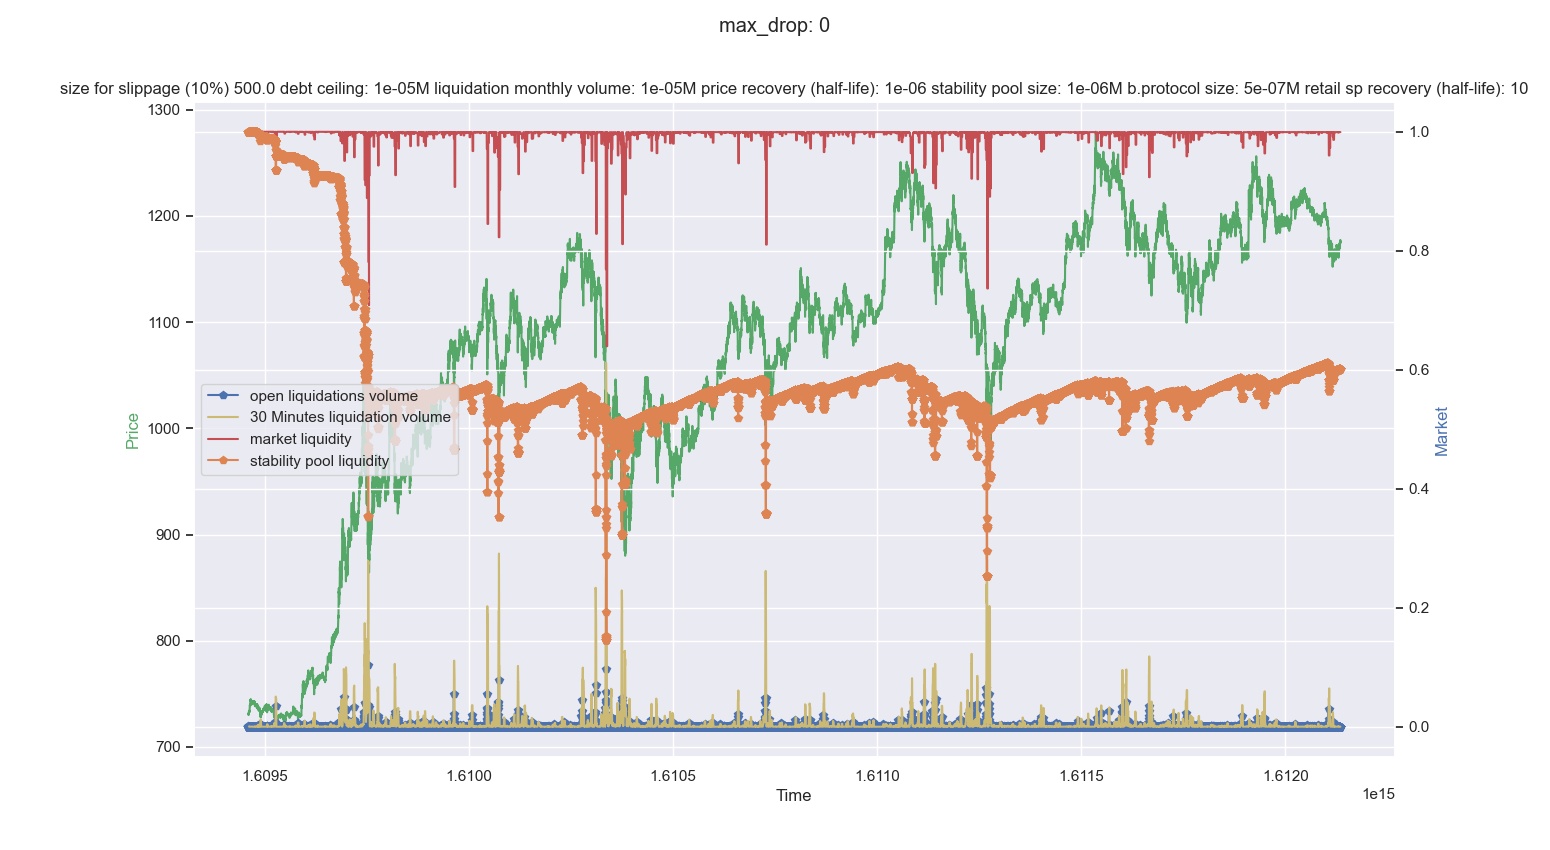 max_drop: 0
size for slippage (10%) 500.0 debt ceiling: 1e-05M liquidation monthly volume: 1e-05M price recovery (half-life): 1e-06 stability pool size: 1e-06M b.protocol size: 5e-07M retail sp recovery (half-life): 10
1300
1200
1100
1000
900
800
700
Price
open liquidations volume
30 Minutes liquidation volume
market liquidity
stability pool liquidity
1.0
0.8
0.6
0.4
0.2
0.0
Market
1.6095 1.6100 1.6105 1.6110 1.6115 1.6120
Time
1e15